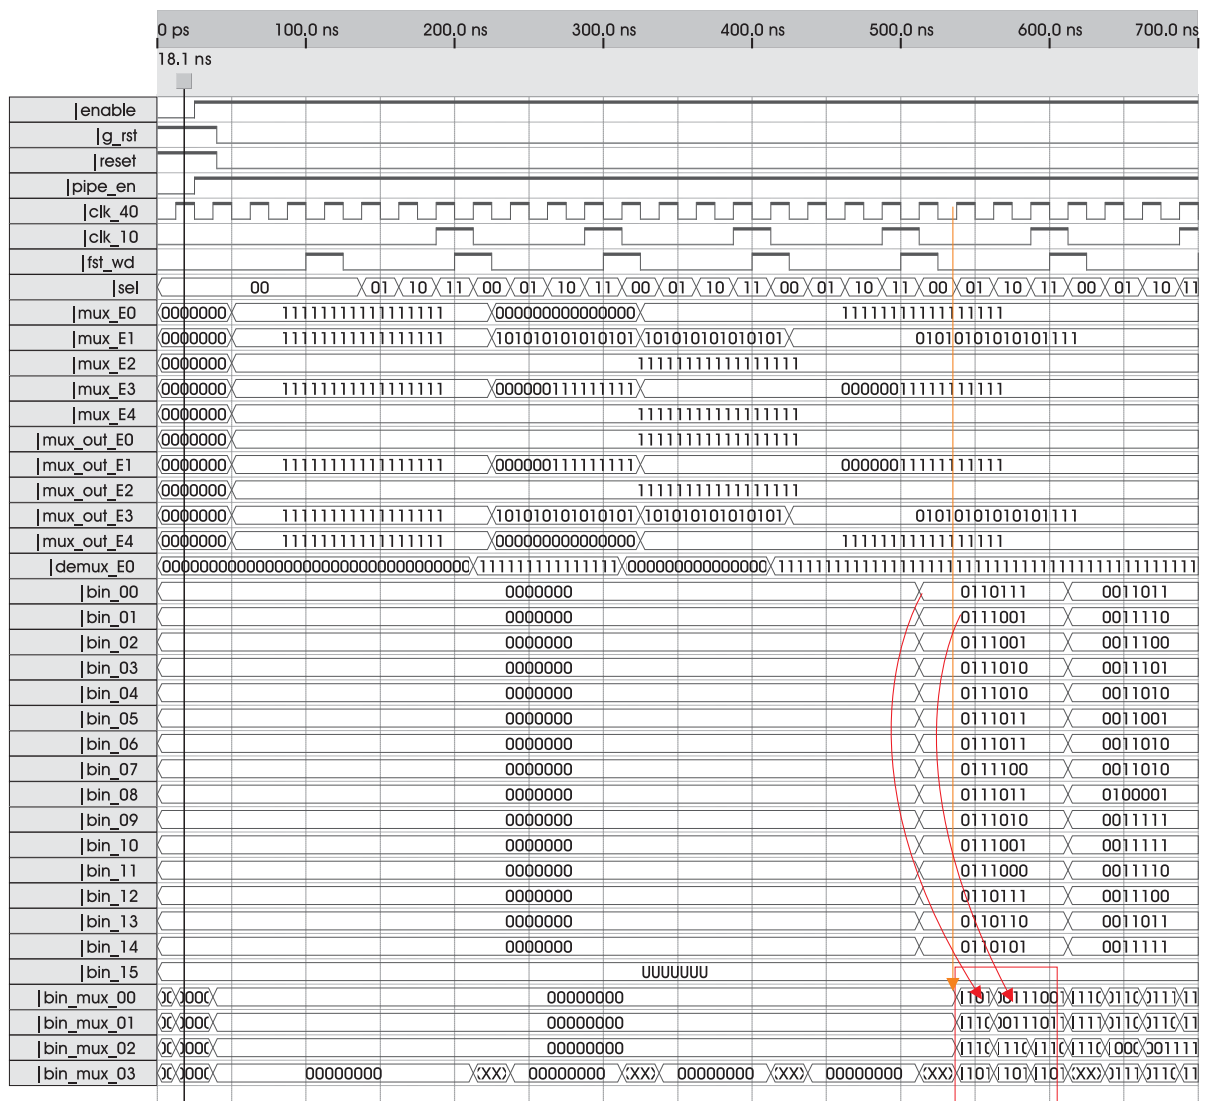 0 ps 100.0 ns 200.0 ns 300.0 ns 400.0 ns 500.0 ns 600.0 ns 700.0 ns
18.1 ns
enable
g_rst
reset
pipe_en
clk_40
clk_10
fst_wd
sel 00 01 10 11 00 01 10 11 00 01 10 11 00 01 10 11 00 01 10 11 00 01 10 11
mux_E0 0000000 1111111111111111 000000000000000 1111111111111111
mux_E1 0000000 1111111111111111 101010101010101 101010101010101 0101010101010111
mux_E2 0000000 1111111111111111
mux_E3 0000000 1111111111111111 000000111111111 0000001111111111
mux_E4 0000000 1111111111111111
mux_out_E0 0000000 1111111111111111
mux_out_E1 0000000 1111111111111111 000000111111111 0000001111111111
mux_out_E2 0000000 1111111111111111
mux_out_E3 0000000 1111111111111111 101010101010101 101010101010101 0101010101010111
mux_out_E4 0000000 1111111111111111 000000000000000 1111111111111111
demux_E0
bin_00 0000000 0110111 0011011
bin_01 0000000 0111001 0011110
bin_02 0000000 0111001 0011100
bin_03 0000000 0111010 0011101
bin_04 0000000 0111010 0011010
bin_05 0000000 0111011 0011001
bin_06 0000000 0111011 0011010
bin_07 0000000 0111100 0011010
bin_08 0000000 0111011 0100001
bin_09 0000000 0111010 0011111
bin_10 0000000 0111001 0011111
bin_11 0000000 0111000 0011110
bin_12 0000000 0110111 0011100
bin_13 0000000 0110110 0011011
bin_14 0000000 0110101 0011111
bin_15 UUUUUUU
bin_mux_00 00000000
bin_mux_01 00000000
bin_mux_02 00000000
bin_mux_03 00000000 XX 00000000 XX 00000000 XX 00000000 XX